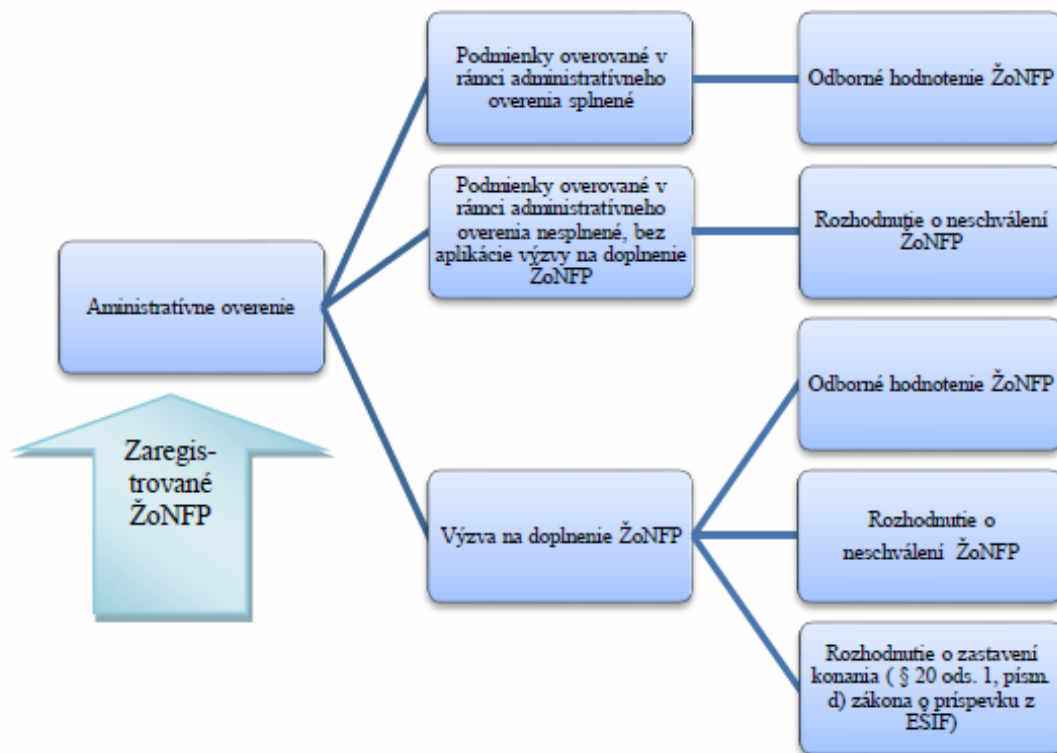 Podmienky overované v
rámci administratívneho
overenia splnené
Odborné hodnotenie ŽoNFP
Podmienky overované v
rámci administratívneho
overenia nesplnené, bez
aplikácie výzvy na doplnenie
ŽoNFP
Rozhodnutie o neschválení
ŽoNFP
Aministratívne overenie
Zaregis-
trované
ŽoNFP
Výzva na doplnenie ŽoNFP
Odborné hodnotenie ŽoNFP
Rozhodnutie o
neschválení ŽoNFP
Rozhodnutie o zastavení
konania ( § 20 ods. 1, písm.
d) zákona o príspevku z
EŠIF)